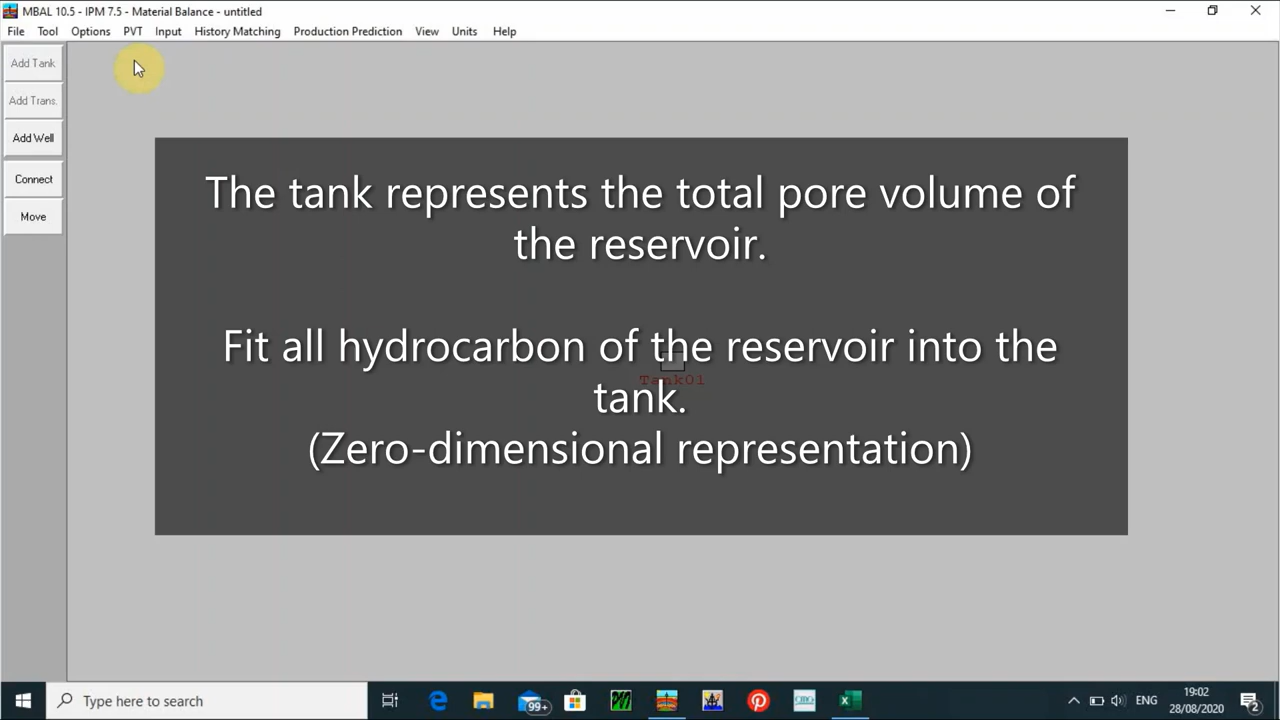 MBAL 10.5 - IPM 7.5 - Material Balance - untitled
File Tool Options PVT Input History Matching Production Prediction View Units Help
Add Tank
Add Trans.
Add Well
Connect
Move
The tank represents the total pore volume of
the reservoir.
Fit all hydrocarbon of the reservoir into the
tank.
(Zero-dimensional representation)
Tank01
Type here to search
99+
CMG
ENG
19:02
28/08/2020
2